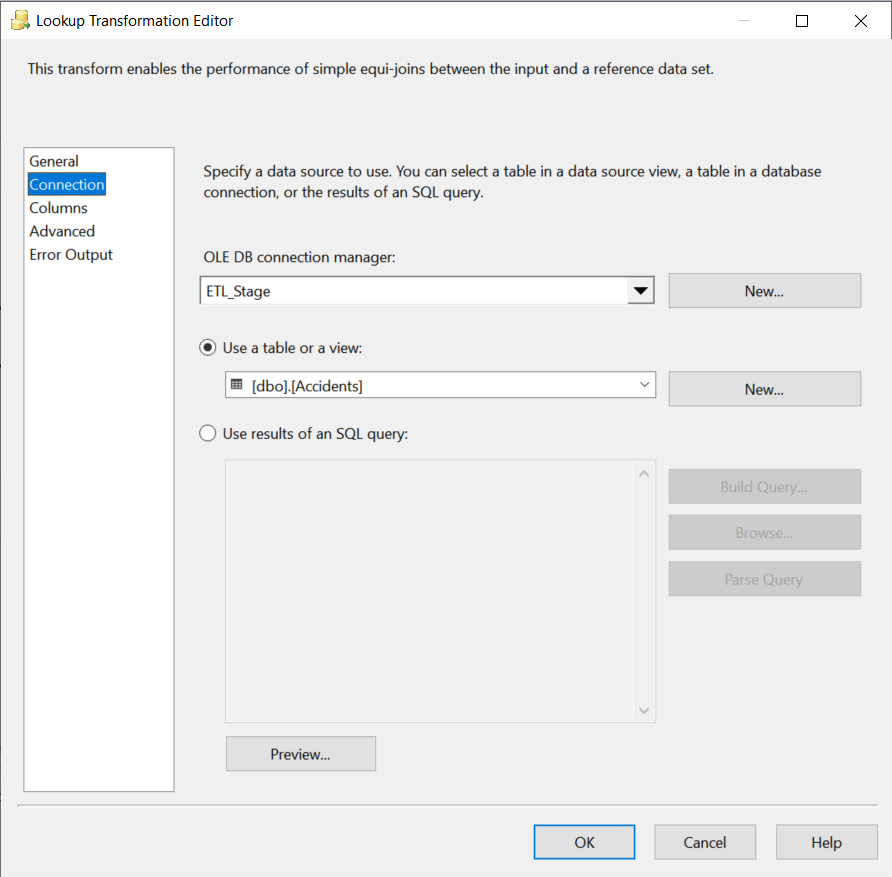 Lookup Transformation Editor
This transform enables the performance of simple equi-joins between the input and a reference data set.
General
Connection
Columns
Advanced
Error Output
Specify a data source to use. You can select a table in a data source view, a table in a database
connection, or the results of an SQL query.
OLE DB connection manager:
ETL_Stage
New...
Use a table or a view:
[dbo].[Accidents]
New...
Use results of an SQL query:
Build Query...
Browse...
Parse Query
Preview...
OK
Cancel
Help